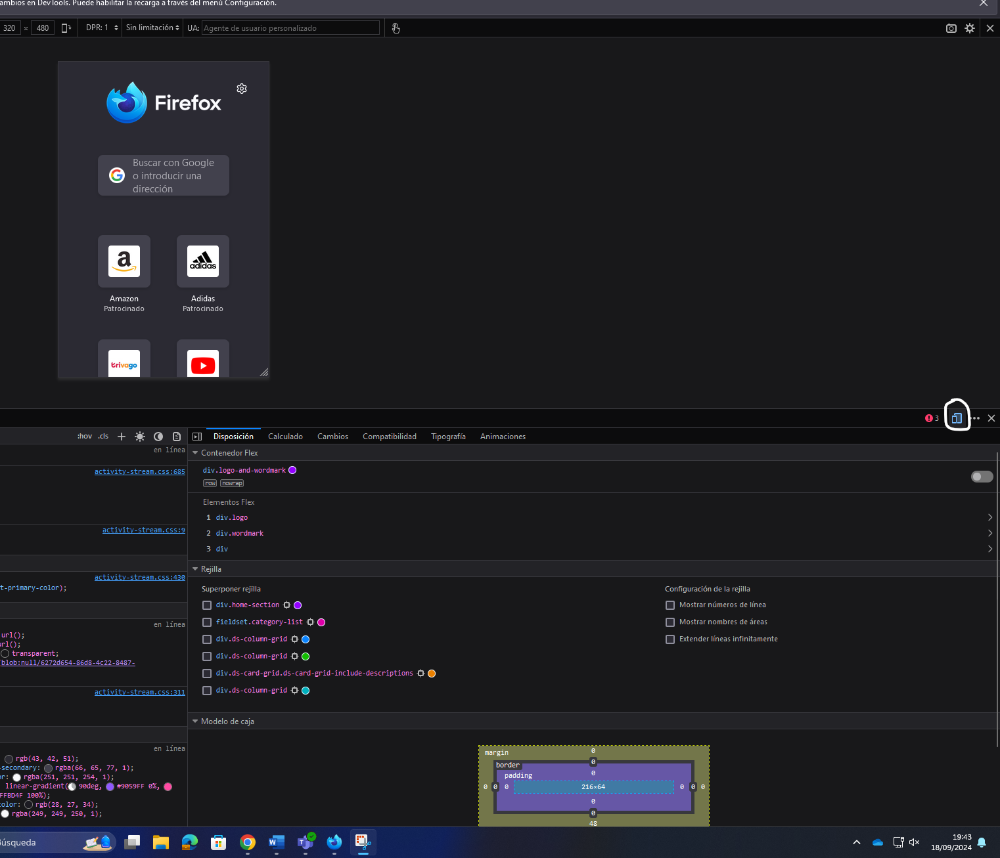 ambios en DevTools. Puede habilitar la recarga a través del menú Configuración.
320 × 480 DPR: 1 Sin limitación UA: Agente de usuario personalizado
Firefox
Buscar con Google
o introducir una
dirección
a
adidas
Amazon
Patrocinado
Adidas
Patrocinado
trivago
3
:hov .cls
Disposición Calculado Cambios Compatibilidad Tipografía Animaciones
en línea
activity-stream.css:685
activity-stream.css:9
activity-stream.css:430
t-primary-color);
en línea
url();
url();
transparent;
blob:null/6272d654-86d8-4c22-8487-
activity-stream.css:311
en línea
rgb(43, 42, 51);
-secondary: rgba(66, 65, 77, 1);
or: rgba(251, 251, 254, 1);
linear-gradient( 90deg, #9059FF 0%,
FFBD4F 100%);
color: rgb(28, 27, 34);
rgba(249, 249, 250, 1);
Contenedor Flex
div.logo-and-wordmark
row nowrap
Elementos Flex
1 div.logo
2 div.wordmark
3 div
Rejilla
Superponer rejilla
div.home-section
fieldset.category-list
div.ds-column-grid
div.ds-column-grid
div.ds-card-grid.ds-card-grid-include-descriptions
div.ds-column-grid
Configuración de la rejilla
Mostrar números de línea
Mostrar nombres de áreas
Extender líneas infinitamente
Modelo de caja
margin 0
border 0
padding 0
0 0 0 216×64 0 0 0
0
0
48
Búsqueda
19:43
18/09/2024